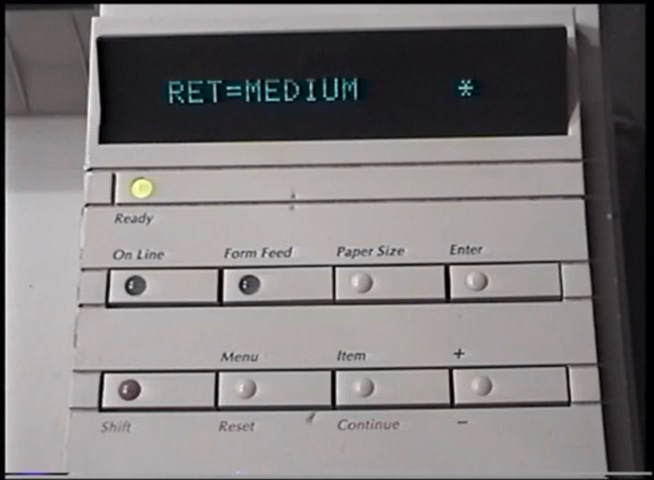 RET=MEDIUM *
Ready
On Line Form Feed Paper Size Enter
Menu Item +
Shift Reset Continue −